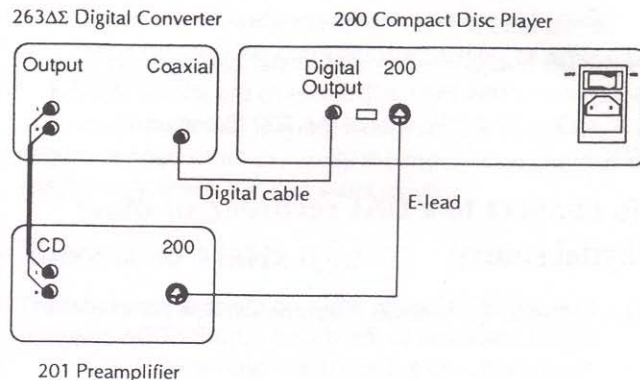 263ΔΣ Digital Converter
200 Compact Disc Player
Output
Coaxial
Digital
Output
200
Digital cable
E-lead
CD
200
201 Preamplifier